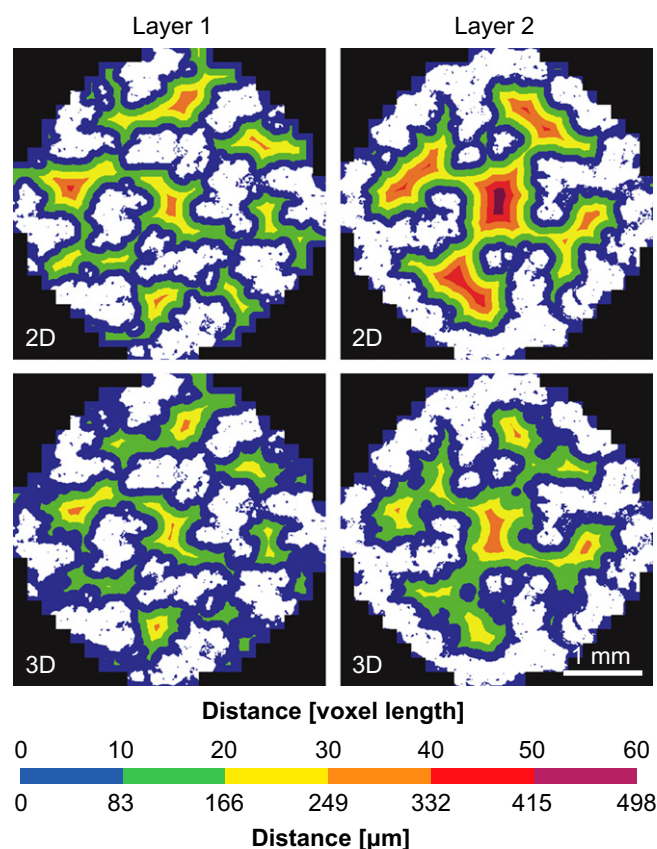 Layer 1 Layer 2
2D 2D
3D 3D
1 mm
Distance [voxel length]
0 10 20 30 40 50 60
0 83 166 249 332 415 498
Distance [µm]